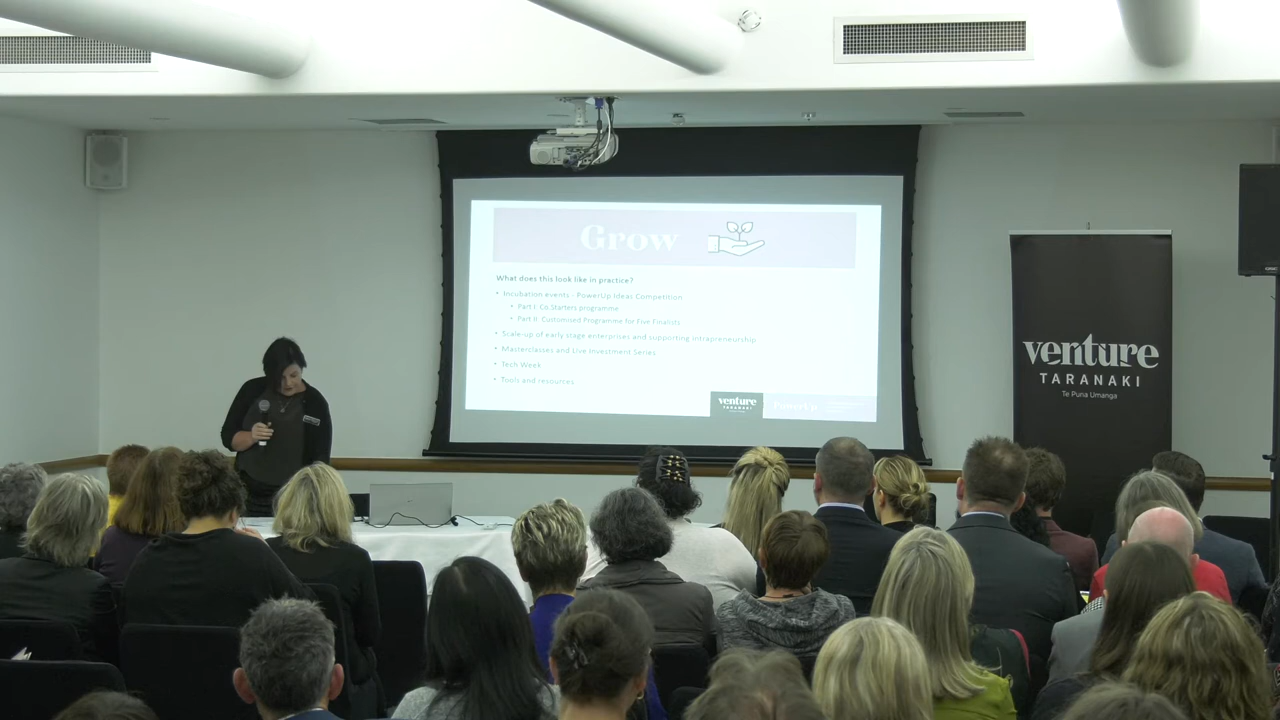 Grow
What does this look like in practice?
• Incubation events - PowerUp Ideas Competition
• Part I: Co.Starters programme
• Part II: Customised Programme for Five Finalists
• Scale-up of early stage enterprises and supporting intrapreneurship
• Masterclasses and Live Investment Series
• Tech Week
• Tools and resources
venture
TARANAKI
PowerUp
venture
TARANAKI
Te Puna Umanga